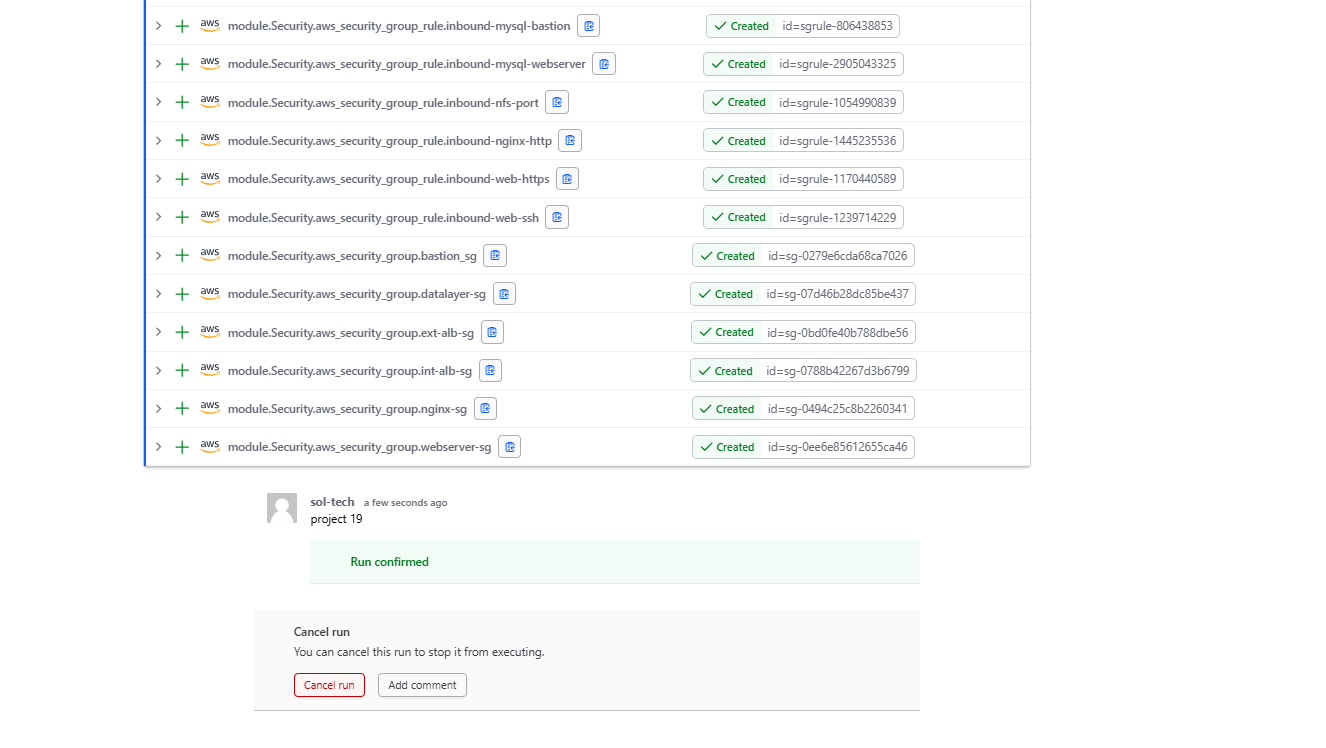 aws module.Security.aws_security_group_rule.inbound-mysql-bastion Created id=sgrule-806438853
aws module.Security.aws_security_group_rule.inbound-mysql-webserver Created id=sgrule-2905043325
aws module.Security.aws_security_group_rule.inbound-nfs-port Created id=sgrule-1054990839
aws module.Security.aws_security_group_rule.inbound-nginx-http Created id=sgrule-1445235536
aws module.Security.aws_security_group_rule.inbound-web-https Created id=sgrule-1170440589
aws module.Security.aws_security_group_rule.inbound-web-ssh Created id=sgrule-1239714229
aws module.Security.aws_security_group.bastion_sg Created id=sg-0279e6cda68ca7026
aws module.Security.aws_security_group.datalayer-sg Created id=sg-07d46b28dc85be437
aws module.Security.aws_security_group.ext-alb-sg Created id=sg-0bd0fe40b788dbe56
aws module.Security.aws_security_group.int-alb-sg Created id=sg-0788b42267d3b6799
aws module.Security.aws_security_group.nginx-sg Created id=sg-0494c25c8b2260341
aws module.Security.aws_security_group.webserver-sg Created id=sg-0ee6e85612655ca46
sol-tech a few seconds ago
project 19
Run confirmed
Cancel run
You can cancel this run to stop it from executing.
Cancel run Add comment